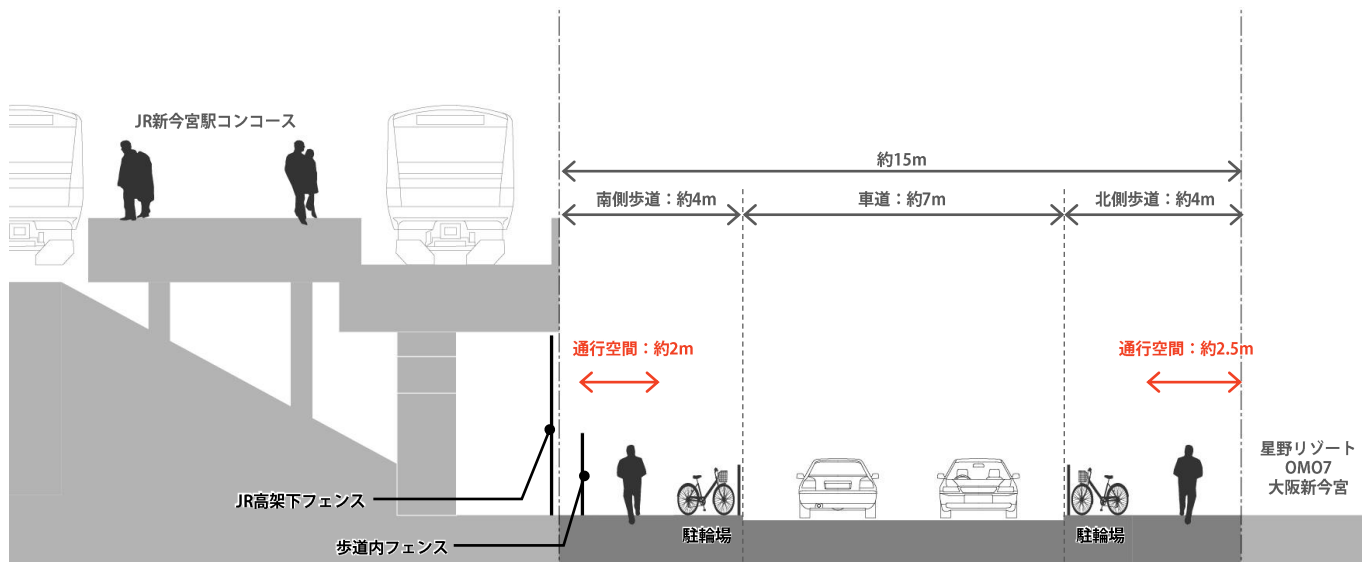 JR新今宮駅コンコース
約15m
南側歩道：約4m
車道：約7m
北側歩道：約4m
通行空間：約2m
通行空間：約2.5m
星野リゾート
OMO7
大阪新今宮
JR高架下フェンス
歩道内フェンス
駐輪場
駐輪場